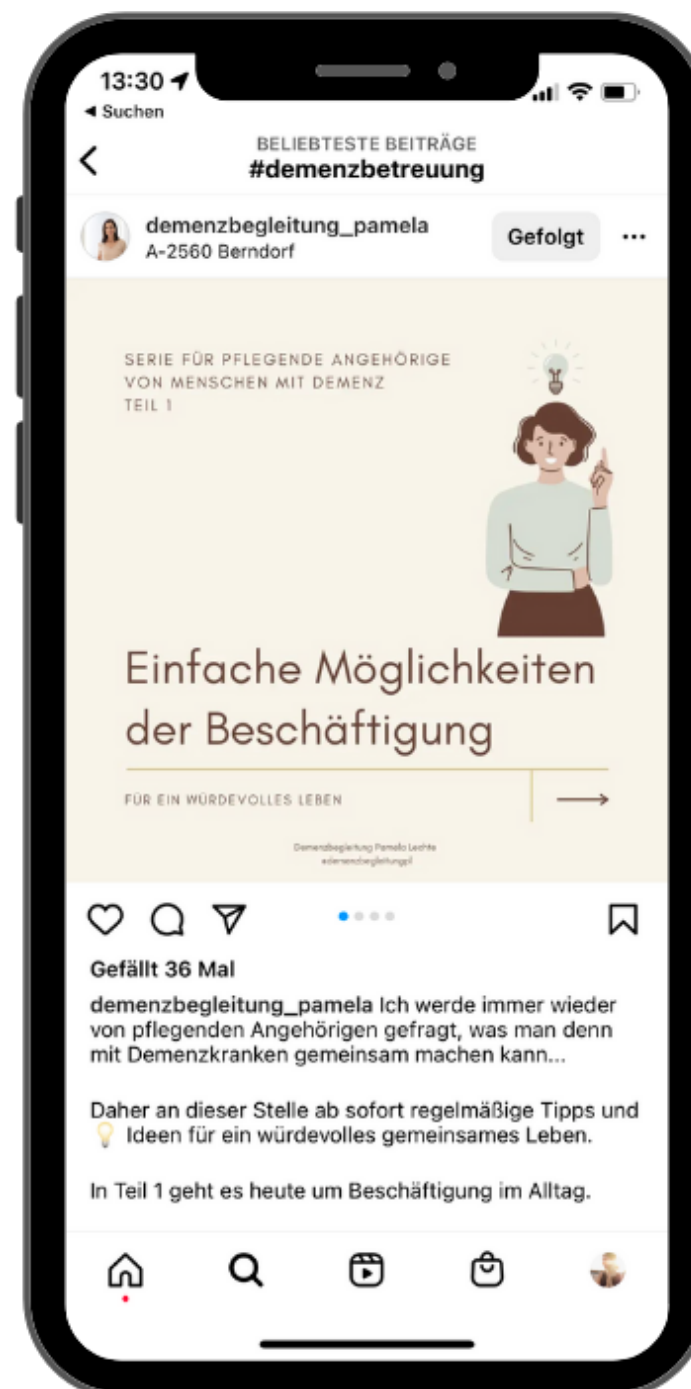 13:30
◀ Suchen
BELIEBTESTE BEITRÄGE
#demenzbetreuung
demenzbegleitung_pamela
A-2560 Berndorf
Gefolgt
SERIE FÜR PFLEGENDE ANGEHÖRIGE
VON MENSCHEN MIT DEMENZ
TEIL 1
Einfache Möglichkeiten
der Beschäftigung
FÜR EIN WÜRDEVOLLES LEBEN
Demenzbegleitung Pamela
Gefällt 36 Mal
demenzbegleitung_pamela Ich werde immer wieder
von pflegenden Angehörigen gefragt, was man denn
mit Demenzkranken gemeinsam machen kann...
Daher an dieser Stelle ab sofort regelmäßige Tipps und
💡 Ideen für ein würdevolles gemeinsames Leben.
In Teil 1 geht es heute um Beschäftigung im Alltag.